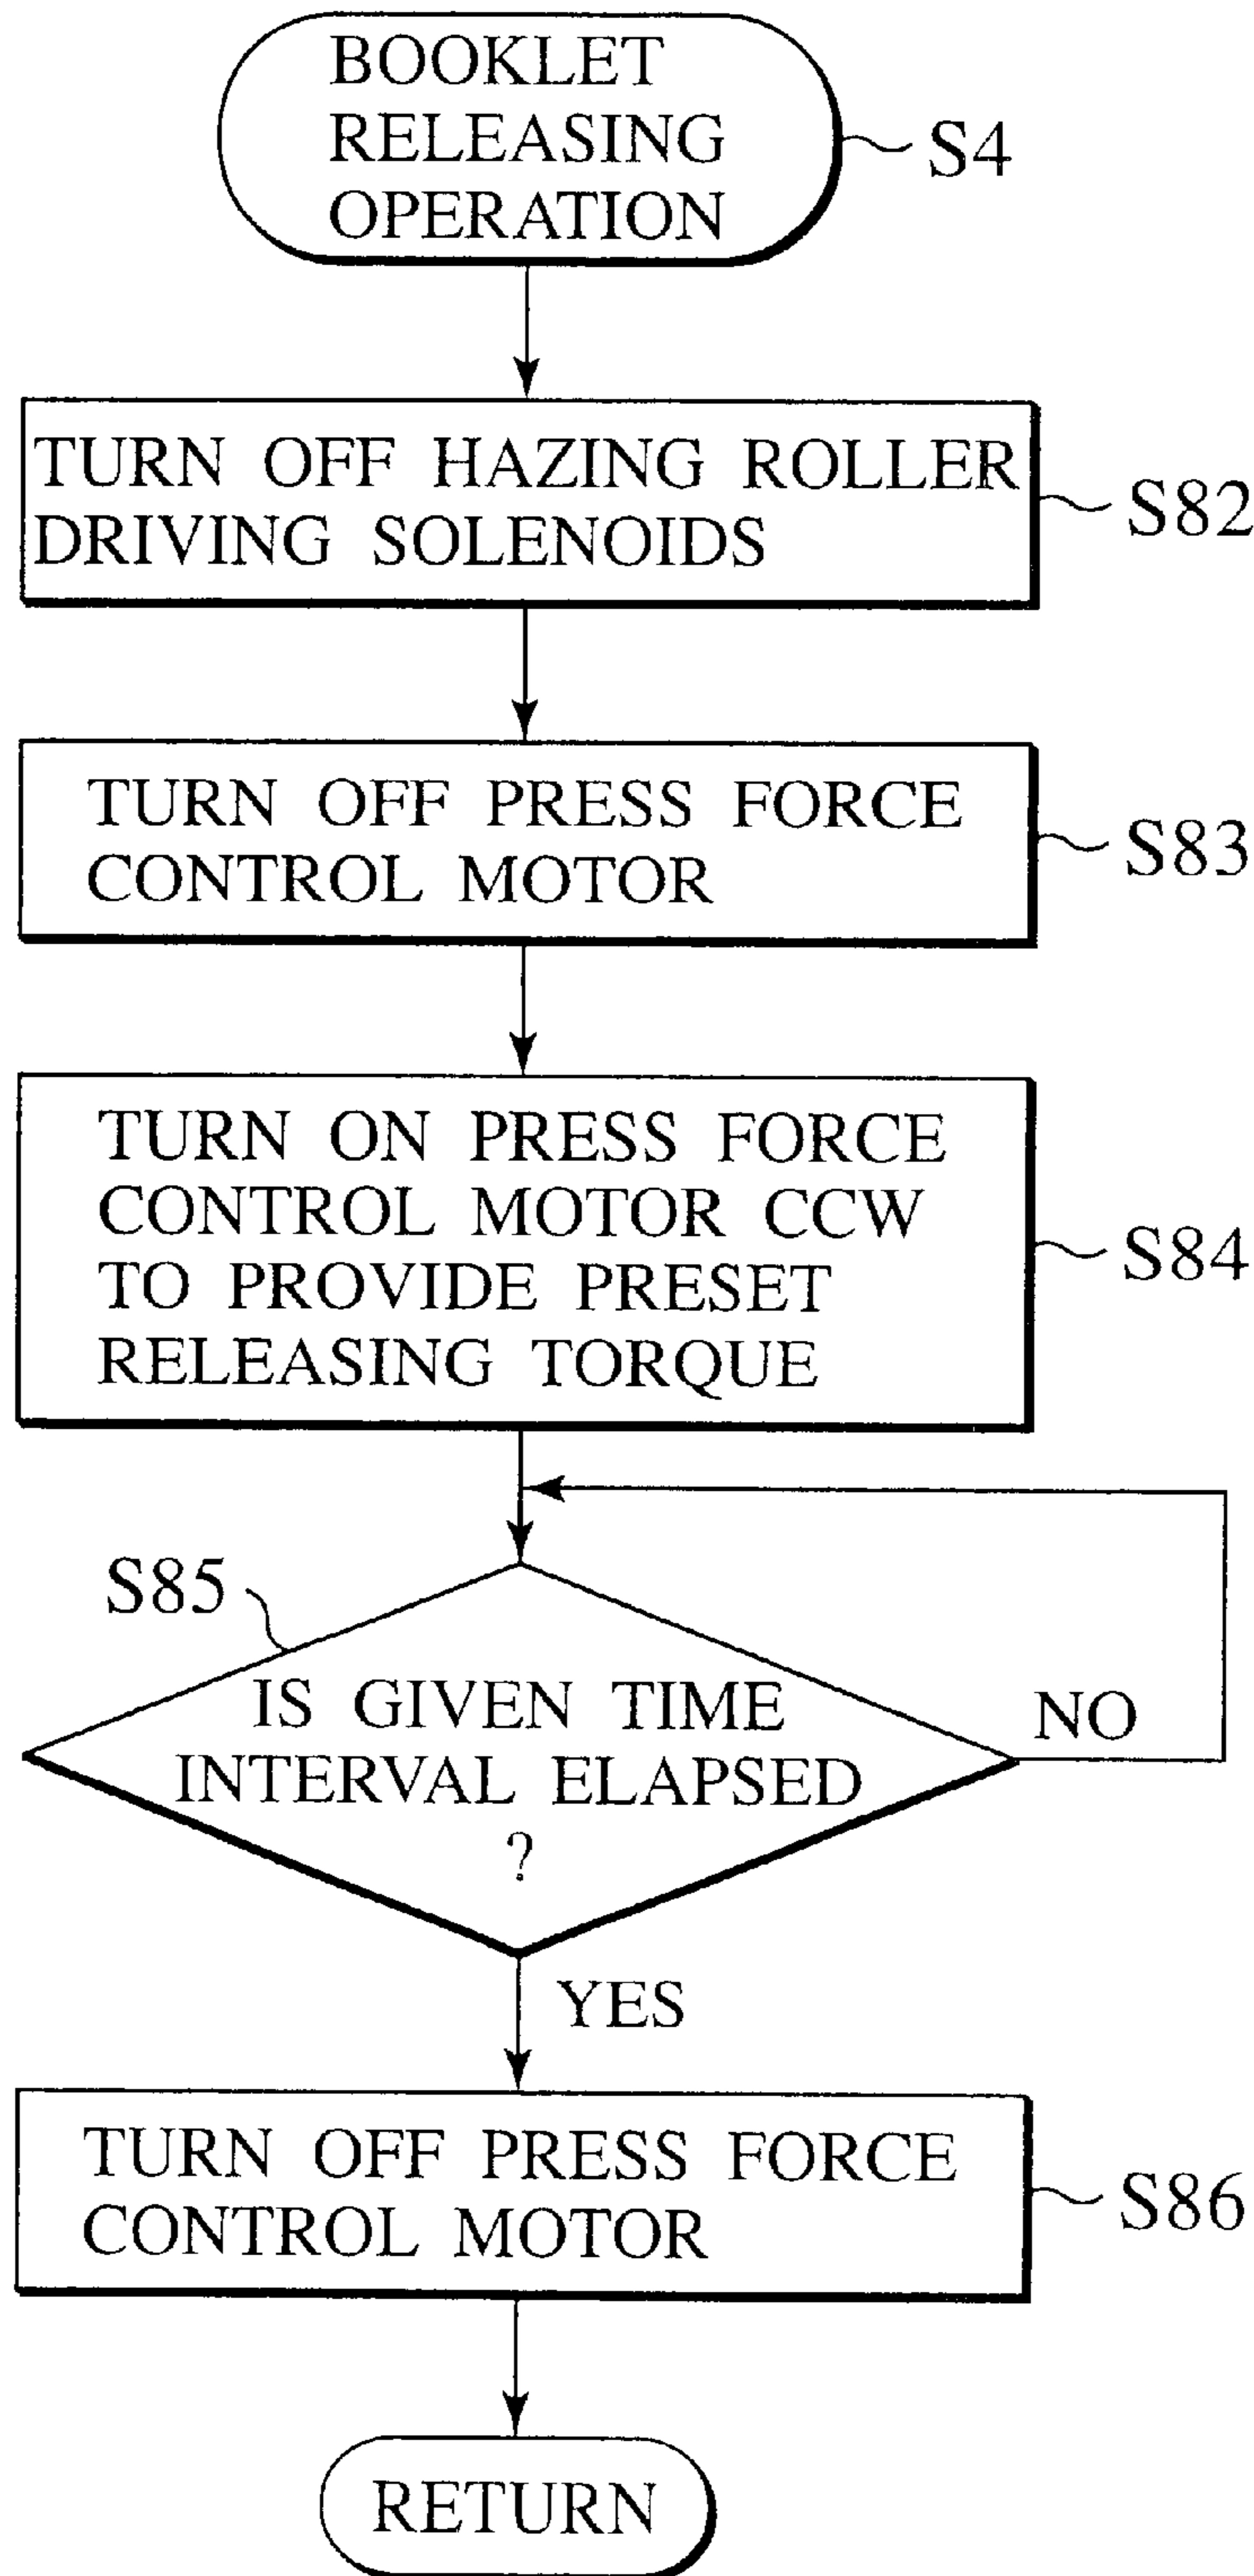 BOOKLET
RELEASING
OPERATION
S4
TURN OFF HAZING ROLLER
DRIVING SOLENOIDS
S82
TURN OFF PRESS FORCE
CONTROL MOTOR
S83
TURN ON PRESS FORCE
CONTROL MOTOR CCW
TO PROVIDE PRESET
RELEASING TORQUE
S84
S85
IS GIVEN TIME
INTERVAL ELAPSED
?
NO
YES
TURN OFF PRESS FORCE
CONTROL MOTOR
S86
RETURN